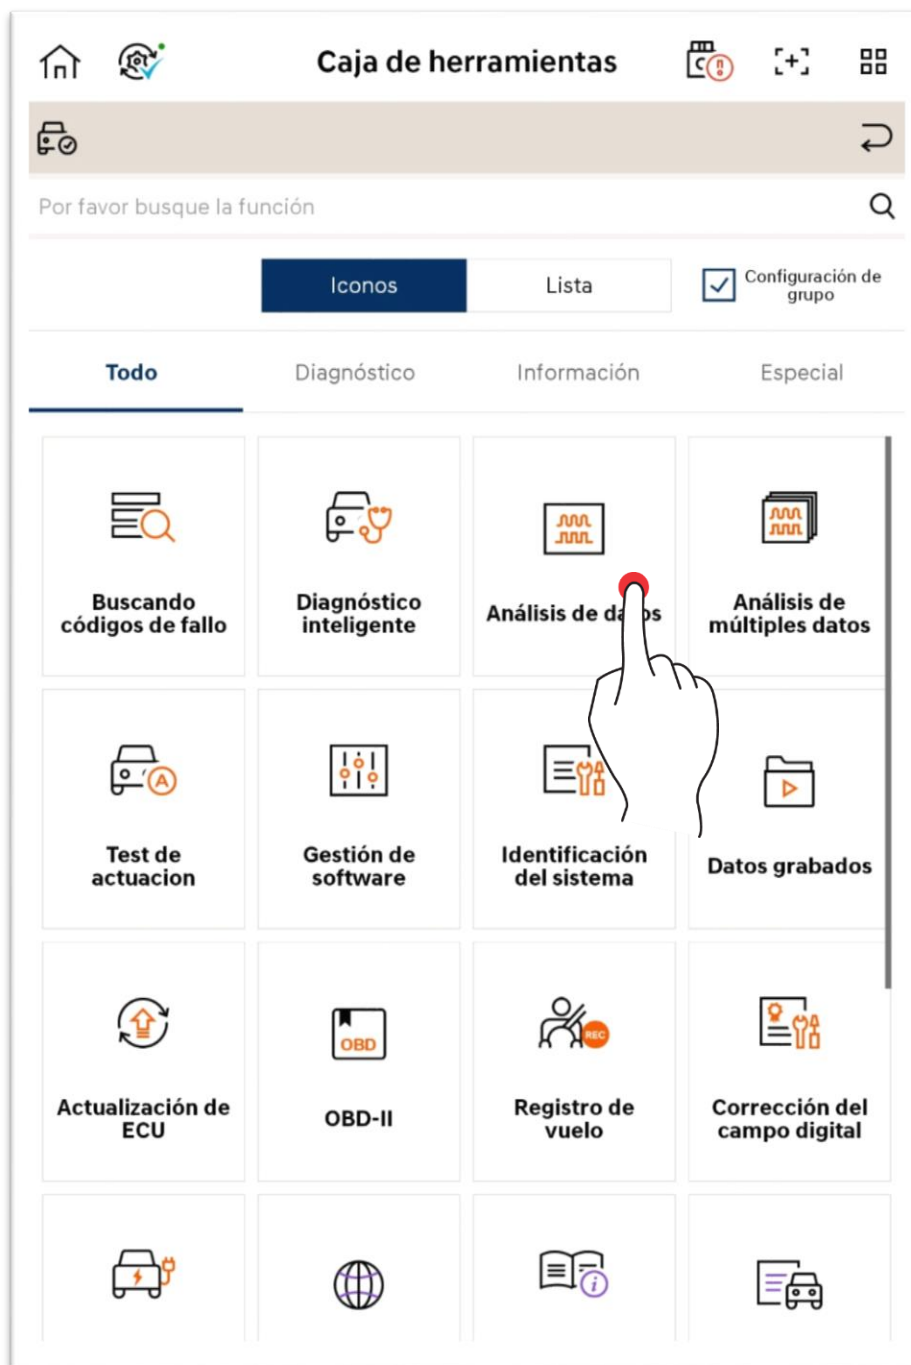 Caja de herramientas
Por favor busque la función
Iconos
Lista
Configuración de
grupo
Todo
Diagnóstico
Información
Especial
Buscando
códigos de fallo
Diagnóstico
inteligente
Análisis de da os
Análisis de
múltiples datos
Test de
actuacion
Gestión de
software
Identificación
del sistema
Datos grabados
Actualización de
ECU
OBD
OBD-II
REC
Registro de
vuelo
Corrección del
campo digital